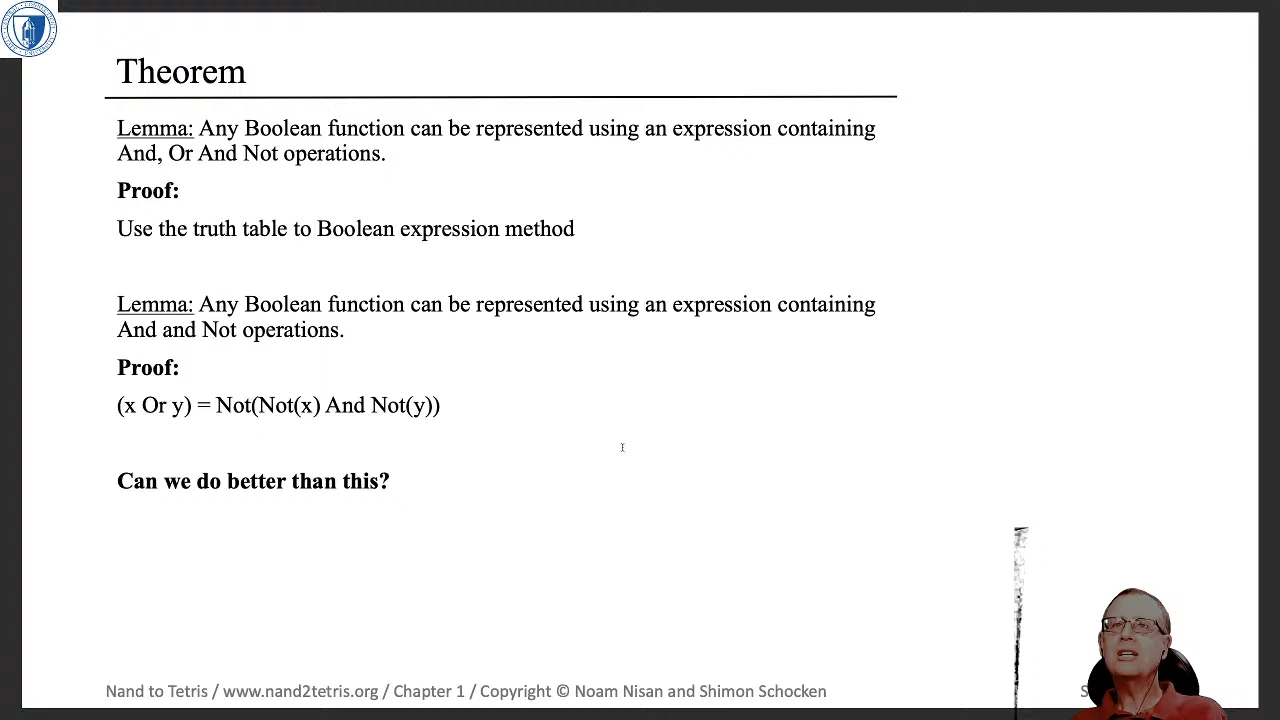 Theorem
Lemma: Any Boolean function can be represented using an expression containing
And, Or And Not operations.
Proof:
Use the truth table to Boolean expression method
Lemma: Any Boolean function can be represented using an expression containing
And and Not operations.
Proof:
(x Or y) = Not(Not(x) And Not(y))
Can we do better than this?
Nand to Tetris / www.nand2tetris.org / Chapter 1 / Copyright © Noam Nisan and Shimon Schocken